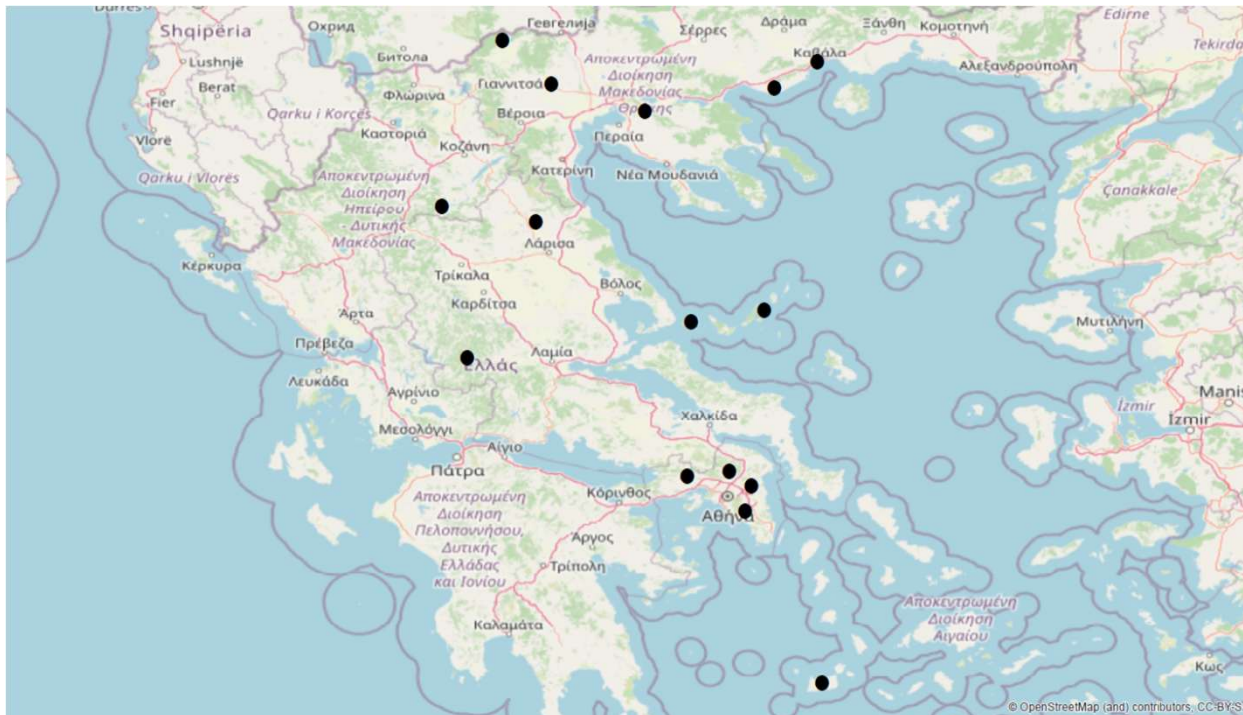 Durrës
Shqipëria
Охрид
Гевгелија
Σέρρες
Δράμα
Ξάνθη
Κομοτηνή
Edirne
Lushnjë
Битола
Καβάλα
Αλεξανδρούπολη
Tekirda
Αποκεντρωμένη
Διοίκηση
Μακεδονίας
Θράκης
Berat
Fier
Φλώρινα
Γιαννιτσά
Qarku i Korçës
Βέροια
Vlorë
Καστοριά
Κοζάνη
Περαία
Qarku i Vlorës
Αποκεντρωμένη
Διοίκηση
Ηπείρου
- Δυτικής
Μακεδονίας
Κατερίνη
Νέα Μουδανιά
Çanakkale
Κέρκυρα
Λάρισα
Τρίκαλα
Καρδίτσα
Βόλος
Άρτα
Μυτιλήνη
Πρέβεζα
Λαμία
Ελλάς
Λευκάδα
Αγρίνιο
Manis
İzmir
İzmir
Χαλκίδα
Μεσολόγγι
Αίγιο
Πάτρα
Κόρινθος
Αθήνα
Αποκεντρωμένη
Διοίκηση
Πελοποννήσου,
Δυτικής
Ελλάδας
και Ιονίου
Άργος
Τρίπολη
Καλαμάτα
Αποκεντρωμένη
Διοίκηση
Αιγαίου
Κως
© OpenStreetMap (and) contributors, CC-BY-S